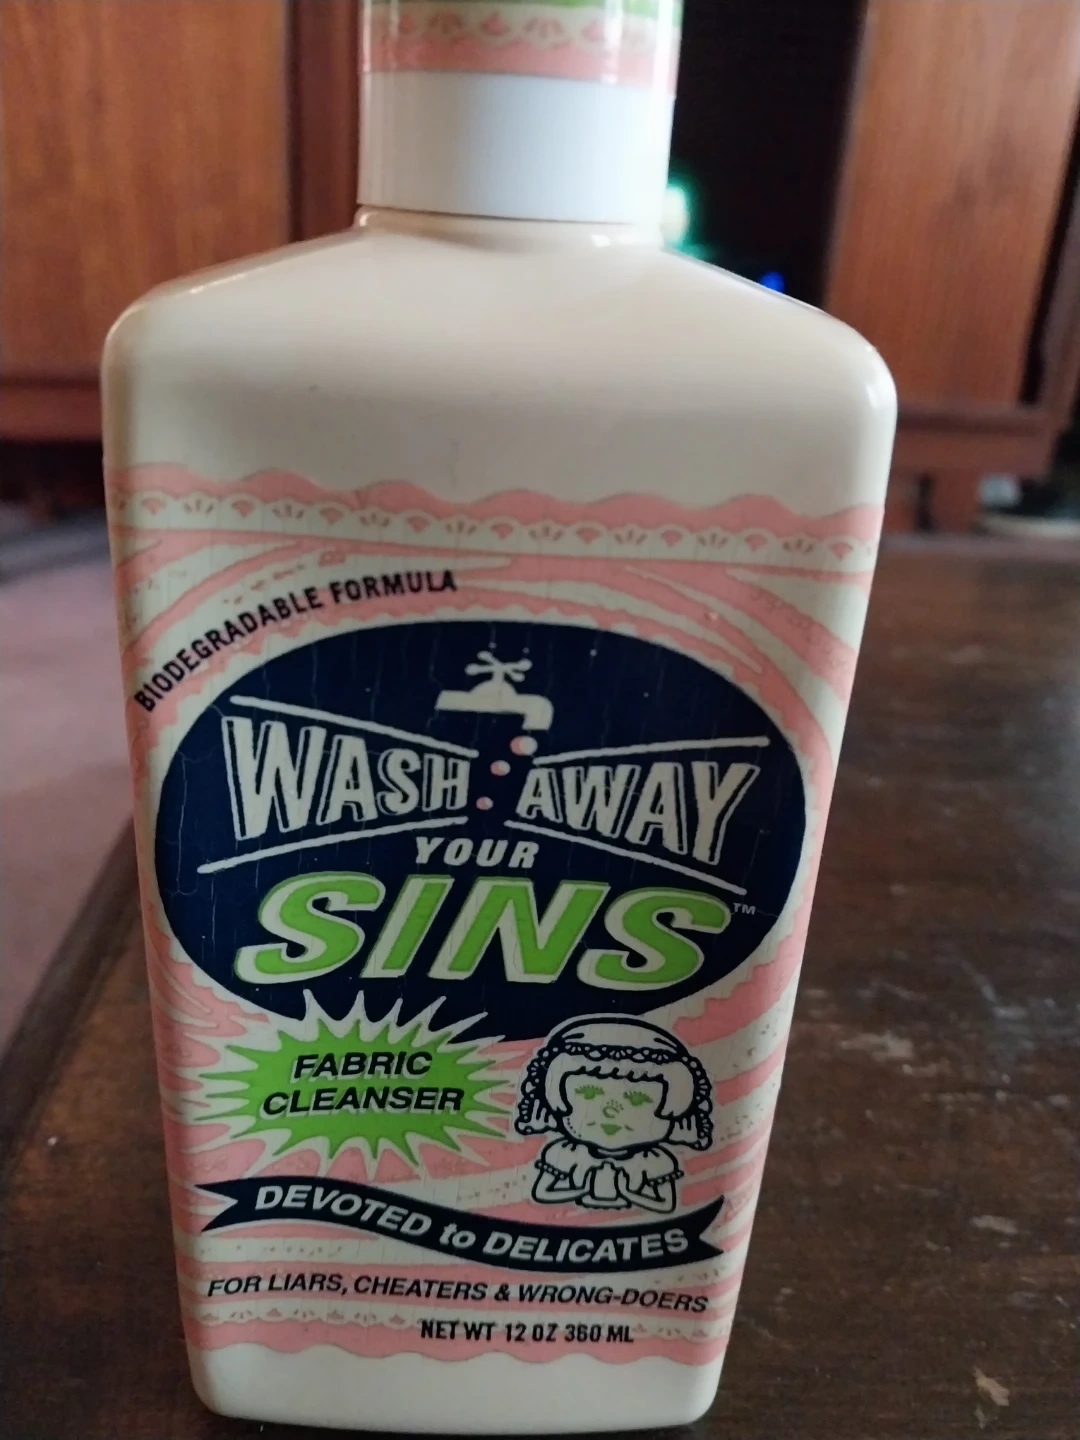 BIODEGRADABLE FORMULA
WASH AWAY
YOUR
SINS™
FABRIC
CLEANSER
DEVOTED to DELICATES
FOR LIARS, CHEATERS & WRONG-DOERS
NET WT 12 OZ 360 ML